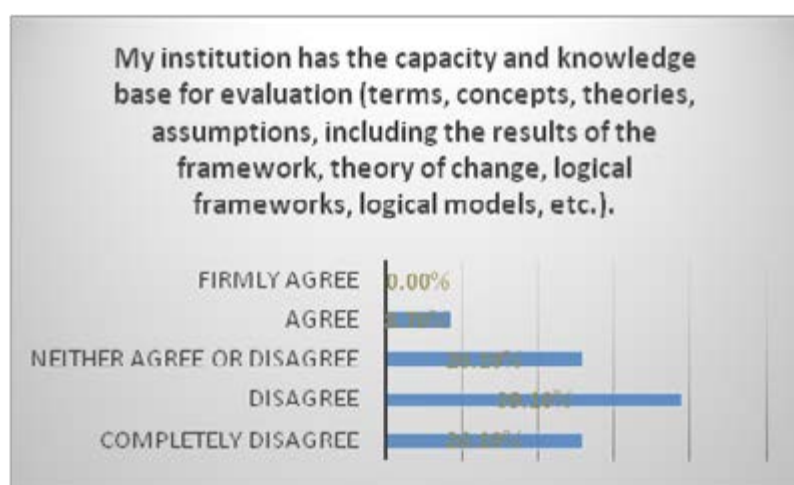 My institution has the capacity and knowledge
base for evaluation (terms, concepts, theories,
assumptions, including the results of the
framework, theory of change, logical
frameworks, logical models, etc.).
FIRMLY AGREE 0.00%
AGREE
NEITHER AGREE OR DISAGREE
DISAGREE
COMPLETELY DISAGREE